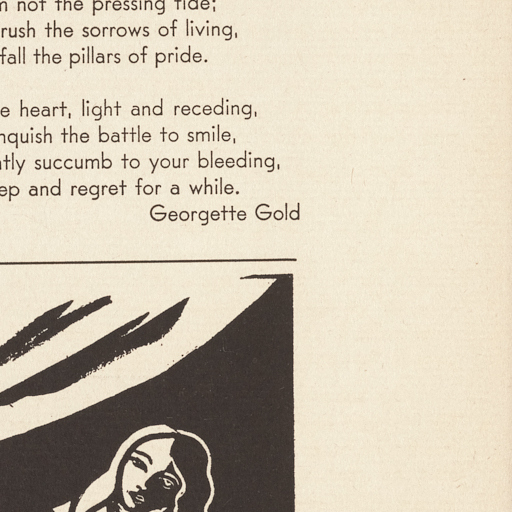 not the pressing tide;
rush the sorrows of living,
fall the pillars of pride.
heart, light and receding,
nquish the battle to smile,
ntly succumb to your bleeding,
ep and regret for a while.
Georgette Gold